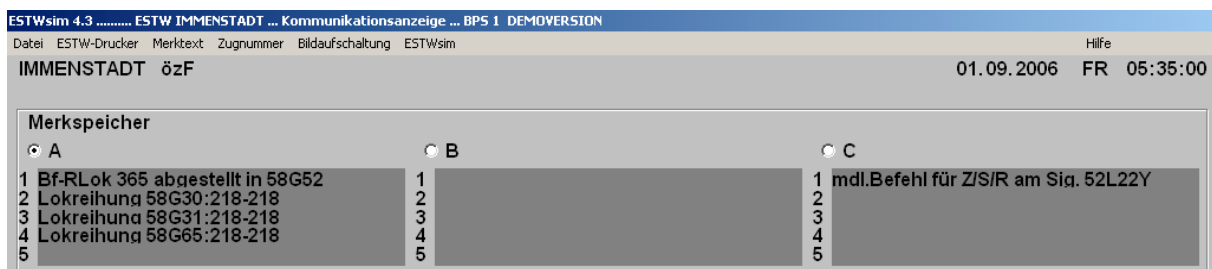 ESTWsim 4.3 .......... ESTW IMMENSTADT ... Kommunikationsanzeige ... BPS 1 DEMOVERSION
Datei ESTW-Drucker Merktext Zugnummer Bildaufschaltung ESTWsim Hilfe
IMMENSTADT özF 01.09.2006 FR 05:35:00
Merkspeicher
A B C
1 Bf-RLok 365 abgestellt in 58G52 1 1 mdl.Befehl für Z/S/R am Sig. 52L22Y
2 Lokreihung 58G30:218-218 2 2
3 Lokreihung 58G31:218-218 3 3
4 Lokreihung 58G65:218-218 4 4
5 5 5